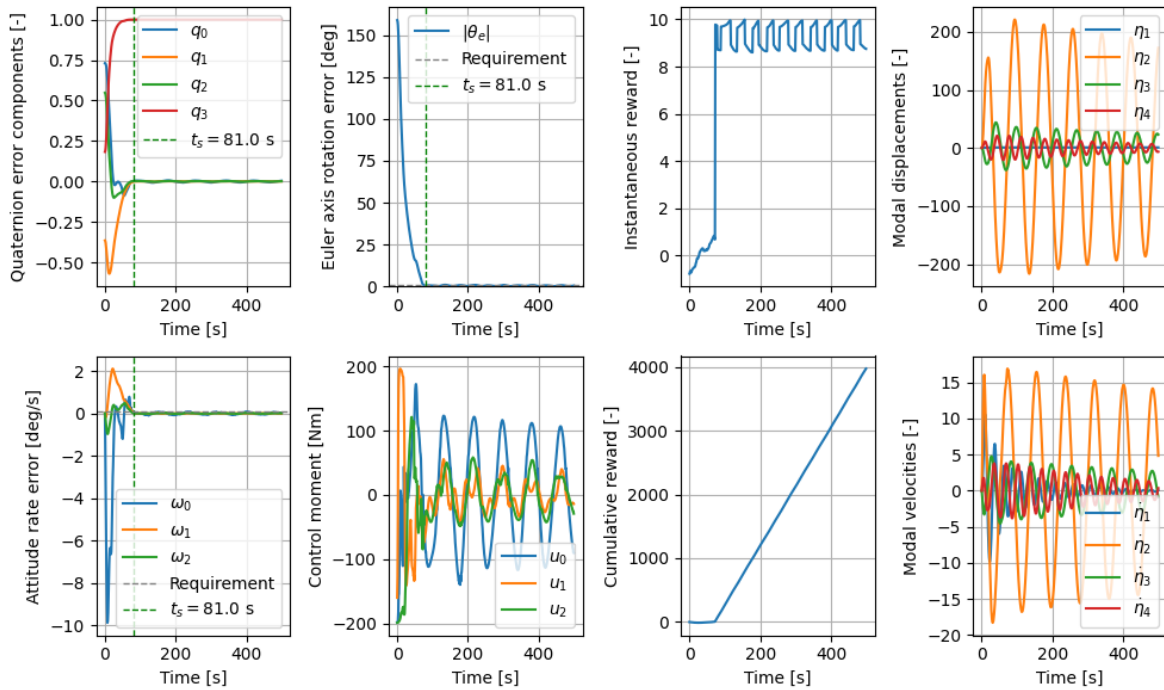 Quaternion error components [-]
1.00
0.75
0.50
0.25
0.00
−0.25
−0.50
q0
q1
q2
q3
ts = 81.0 s
0 200 400
Time [s]
Euler axis rotation error [deg]
150
125
100
75
50
25
0
|θe|
Requirement
ts = 81.0 s
0 200 400
Time [s]
Instantaneous reward [-]
10
8
6
4
2
0
0 200 400
Time [s]
Modal displacements [-]
200
100
0
−100
−200
η1
η2
η3
η4
0 200 400
Time [s]
Attitude rate error [deg/s]
2
0
−2
−4
−6
−8
−10
ω0
ω1
ω2
Requirement
ts = 81.0 s
0 200 400
Time [s]
Control moment [Nm]
200
100
0
−100
−200
u0
u1
u2
0 200 400
Time [s]
Cumulative reward [-]
4000
3000
2000
1000
0
0 200 400
Time [s]
Modal velocities [-]
15
10
5
0
−5
−10
−15
−20
η̇1
η̇2
η̇3
η̇4
0 200 400
Time [s]